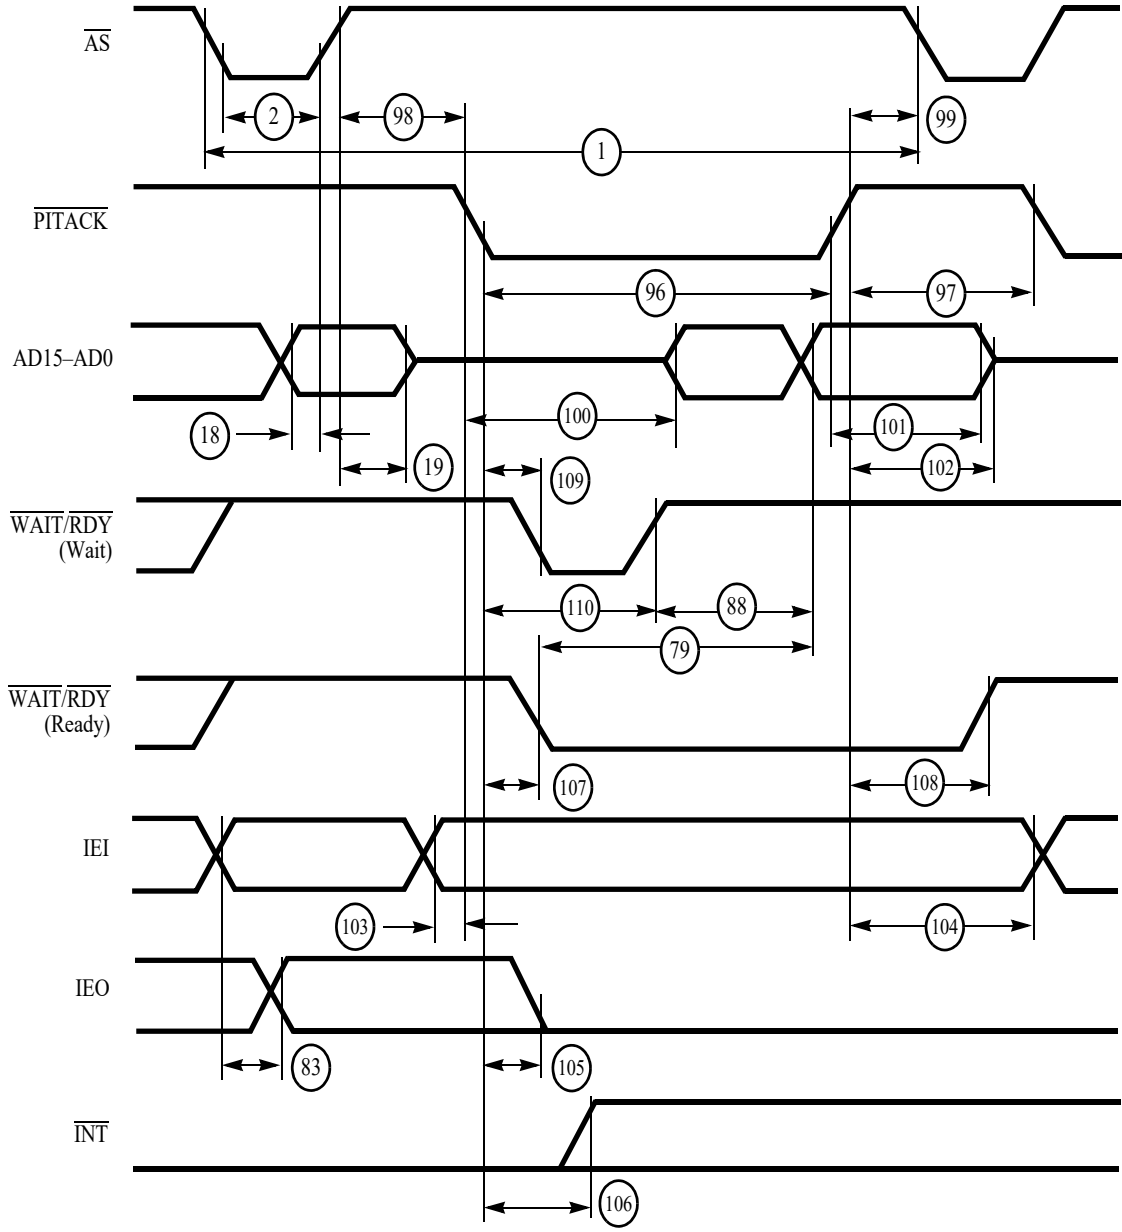 AS
2
98
99
1
PITACK
96
97
AD15–AD0
100
101
18
19
109
102
WAIT/RDY
(Wait)
110
88
79
WAIT/RDY
(Ready)
107
108
IEI
103
104
IEO
83
105
INT
106